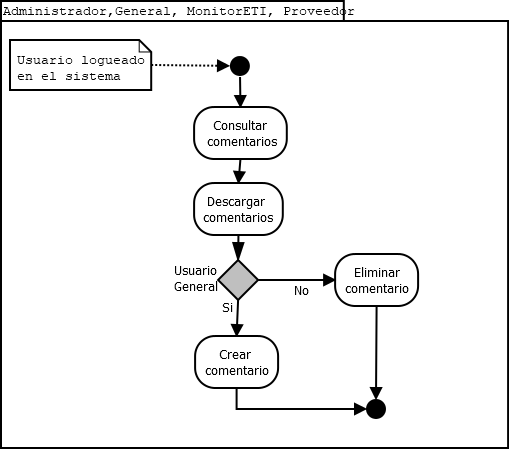 Administrador,General, MonitorETI, Proveedor
Usuario logueado
en el sistema
Consultar
comentarios
Descargar
comentarios
Usuario
General
No
Eliminar
comentario
Si
Crear
comentario